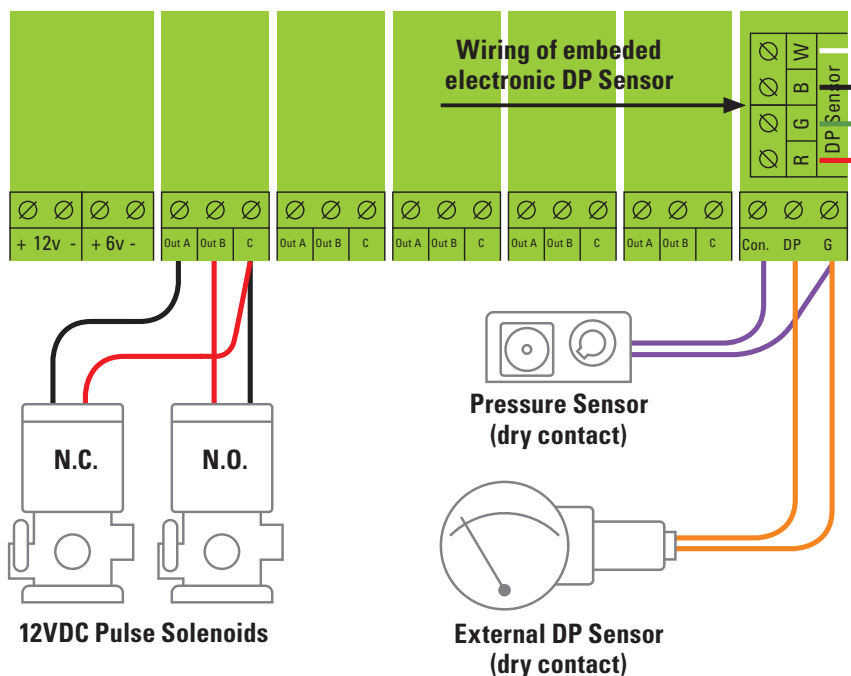 Wiring of embeded
electronic DP Sensor
W
B
G
R
DP Sensor
+ 12v - + 6v -
Out A Out B C
Out A Out B C
Out A Out B C
Out A Out B C
Out A Out B C
Con. DP G
Pressure Sensor
(dry contact)
N.C.
N.O.
12VDC Pulse Solenoids
External DP Sensor
(dry contact)